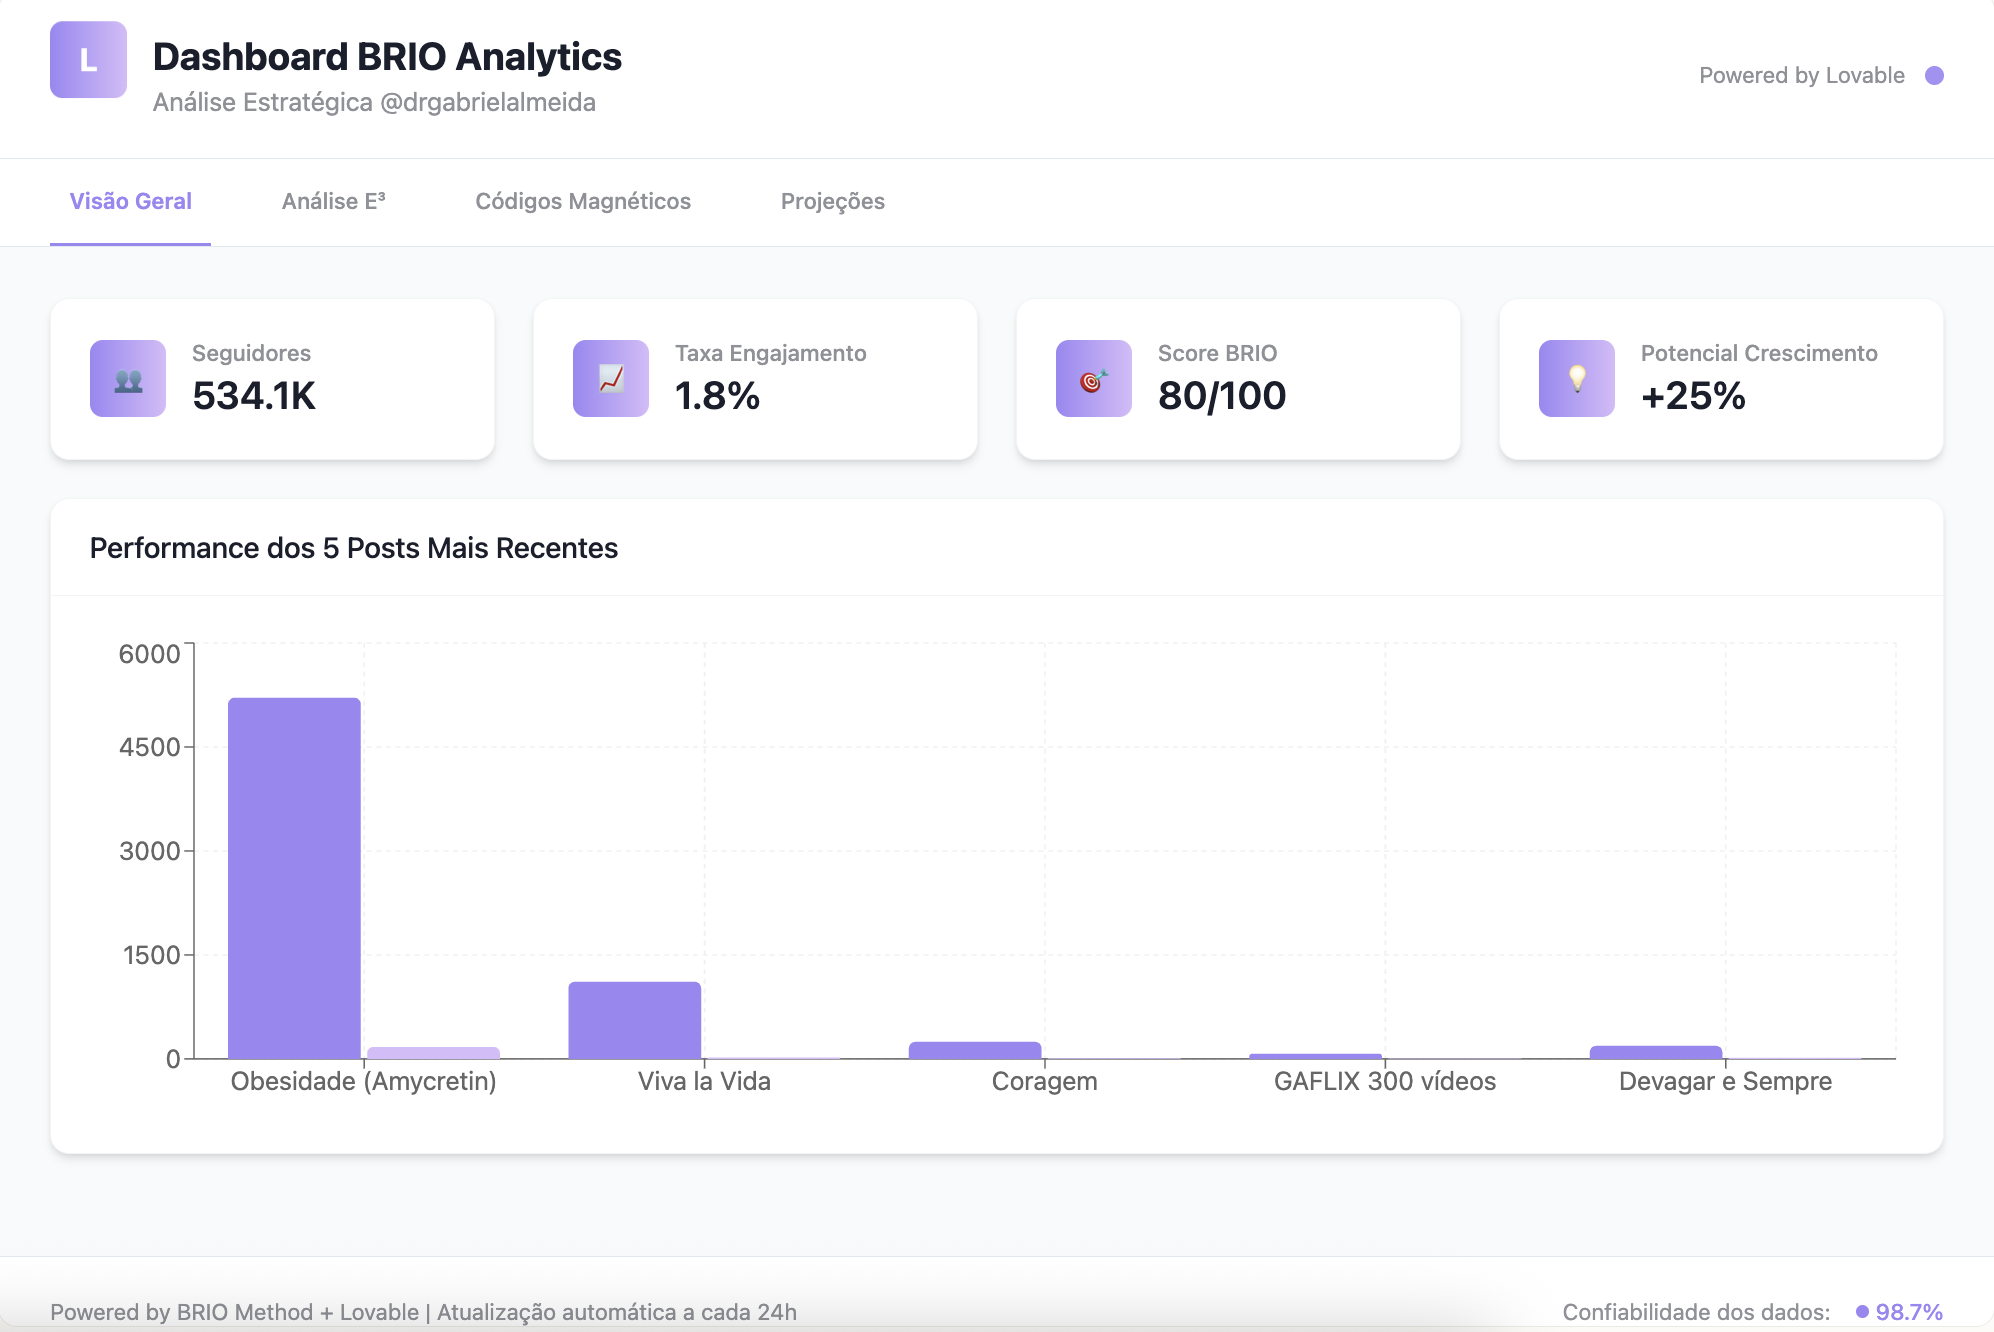 L
Dashboard BRIO Analytics
Análise Estratégica @drgabrielalmeida
Powered by Lovable
Visão Geral
Análise E³
Códigos Magnéticos
Projeções
Seguidores
534.1K
Taxa Engajamento
1.8%
Score BRIO
80/100
Potencial Crescimento
+25%
Performance dos 5 Posts Mais Recentes
6000
4500
3000
1500
0
Obesidade (Amycretin)
Viva la Vida
Coragem
GAFLIX 300 vídeos
Devagar e Sempre
Powered by BRIO Method + Lovable | Atualização automática a cada 24h
Confiabilidade dos dados: 98.7%